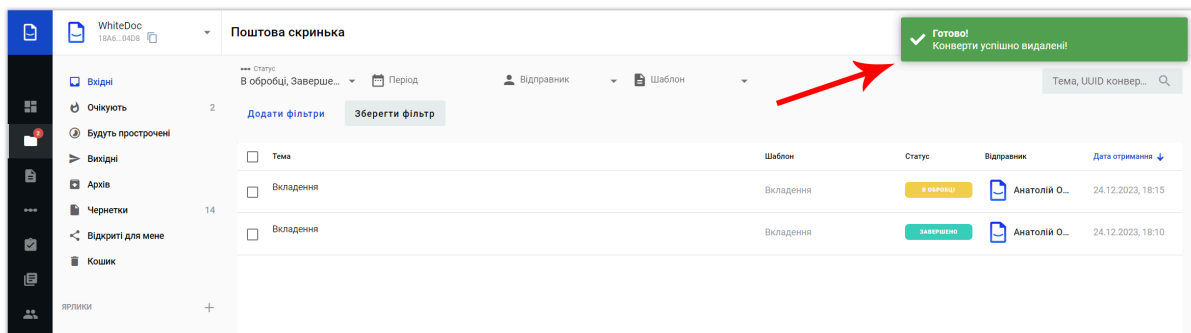 WhiteDoc
18A6...04D8
Поштова скринька
Готово!
Конверти успішно видалені!
Вхідні
Очікують 2
Будуть прострочені
Вихідні
Архів
Чернетки 14
Відкриті для мене
Кошик
ЯРЛИКИ +
2
Статус
В обробці, Заверше... Період Відправник Шаблон Тема, UUID конвер...
Додати фільтри Зберегти фільтр
Тема Шаблон Статус Відправник Дата отримання
Вкладення Вкладення В ОБРОБЦІ Анатолій О... 24.12.2023, 18:15
Вкладення Вкладення ЗАВЕРШЕНО Анатолій О... 24.12.2023, 18:10